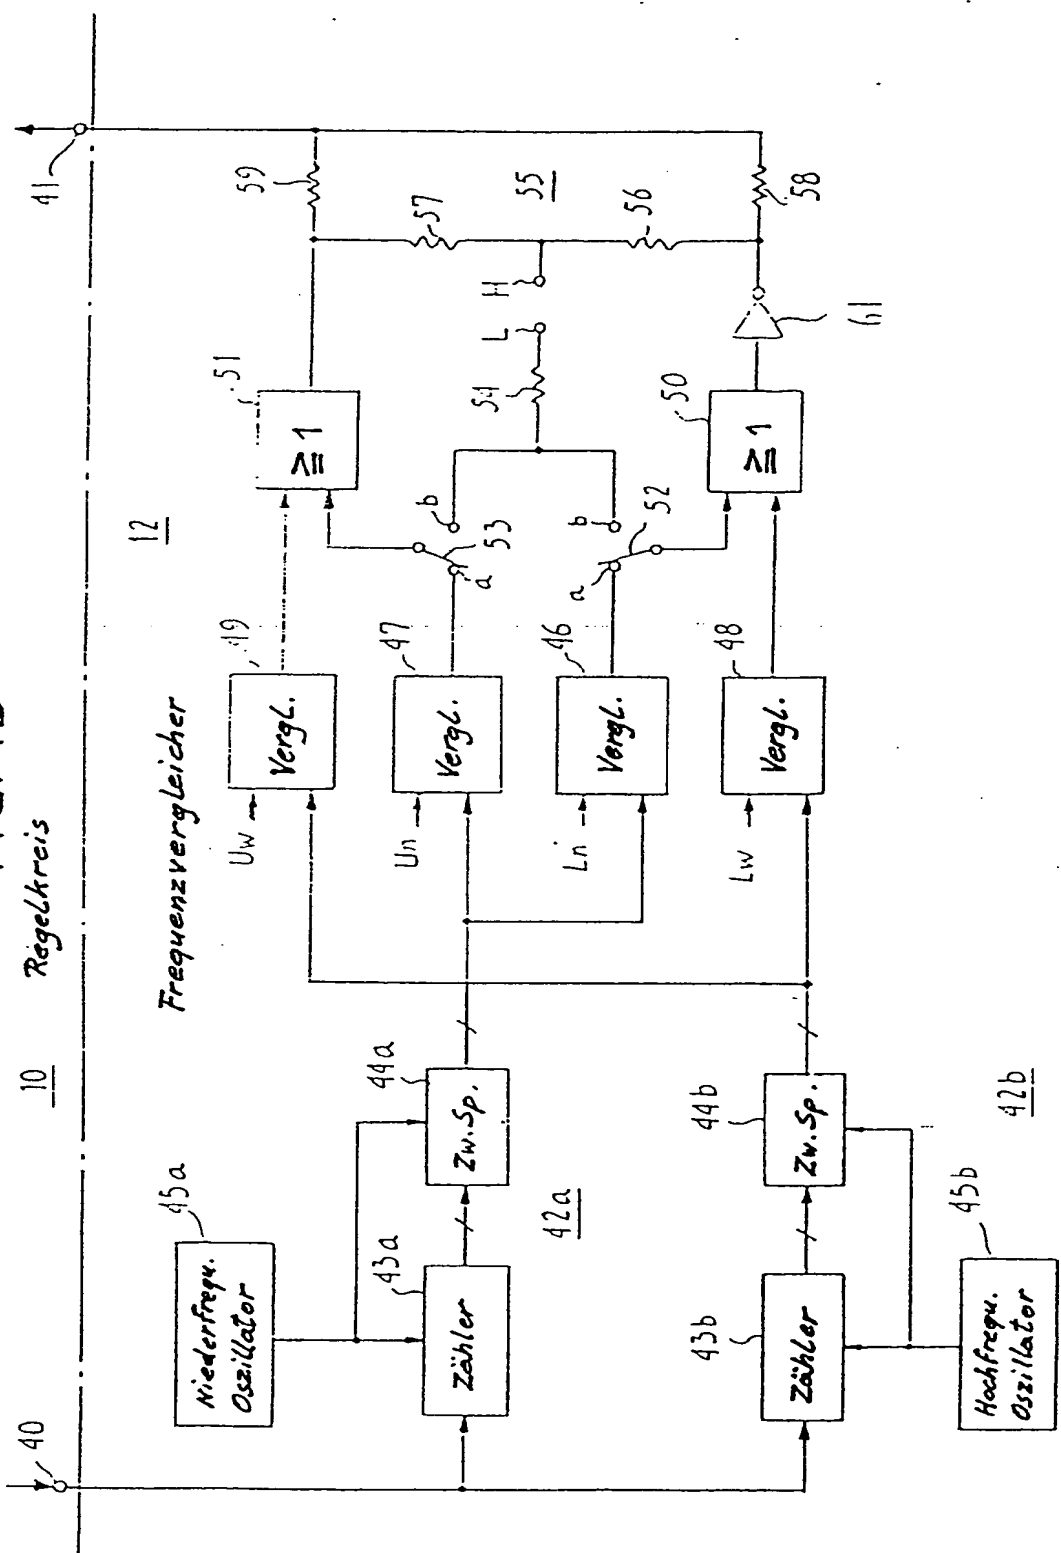 10 Regelkreis
40
41
Frequenzvergleicher
12
Niederfrequ.
Oszillator
45a
Zähler
43a
Zw.Sp.
44a
42a
Zähler
43b
Zw.Sp.
44b
42b
Hochfrequ.
Oszillator
45b
Uw
Vergl.
49
Un
Vergl.
47
Ln
Vergl.
46
Lw
Vergl.
48
a
b
53
a
b
52
≥1
51
≥1
50
54
L
H
55
57
56
59
58
61